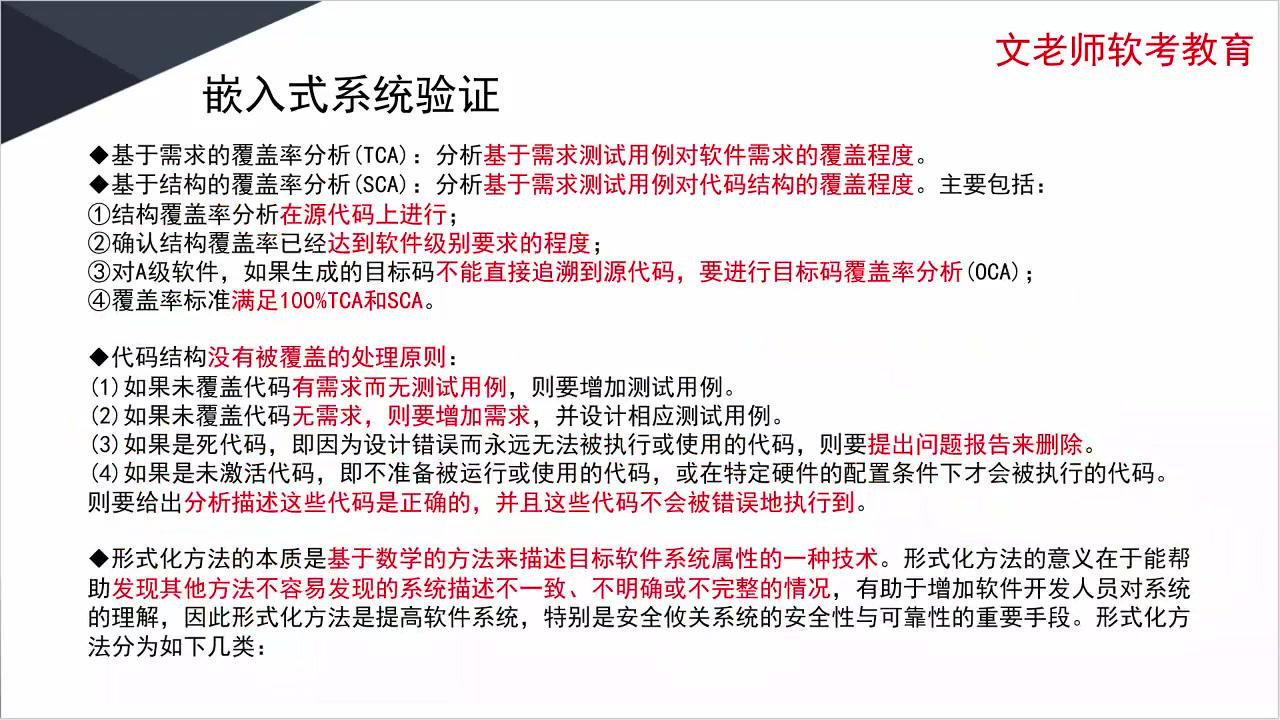 文老师软考教育
嵌入式系统验证
◆基于需求的覆盖率分析(TCA)：分析基于需求测试用例对软件需求的覆盖程度。
◆基于结构的覆盖率分析(SCA)：分析基于需求测试用例对代码结构的覆盖程度。主要包括：
①结构覆盖率分析在源代码上进行；
②确认结构覆盖率已经达到软件级别要求的程度；
③对A级软件，如果生成的目标码不能直接追溯到源代码，要进行目标码覆盖率分析(OCA)；
④覆盖率标准满足100%TCA和SCA。
◆代码结构没有被覆盖的处理原则：
(1)如果未覆盖代码有需求而无测试用例，则要增加测试用例。
(2)如果未覆盖代码无需求，则要增加需求，并设计相应测试用例。
(3)如果是死代码，即因为设计错误而永远无法被执行或使用的代码，则要提出问题报告来删除。
(4)如果是未激活代码，即不准备被运行或使用的代码，或在特定硬件的配置条件下才会被执行的代码。
则要给出分析描述这些代码是正确的，并且这些代码不会被错误地执行到。
◆形式化方法的本质是基于数学的方法来描述目标软件系统属性的一种技术。形式化方法的意义在于能帮
助发现其他方法不容易发现的系统描述不一致、不明确或不完整的情况，有助于增加软件开发人员对系统
的理解，因此形式化方法是提高软件系统，特别是安全攸关系统的安全性与可靠性的重要手段。形式化方
法分为如下几类：